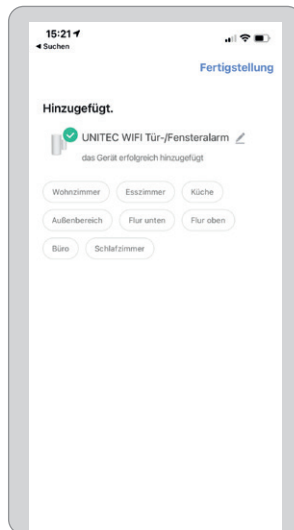 15:21
◀ Suchen
Fertigstellung
Hinzugefügt.
UNITEC WIFI Tür-/Fensteralarm
das Gerät erfolgreich hinzugefügt
Wohnzimmer Esszimmer Küche
Außenbereich Flur unten Flur oben
Büro Schlafzimmer